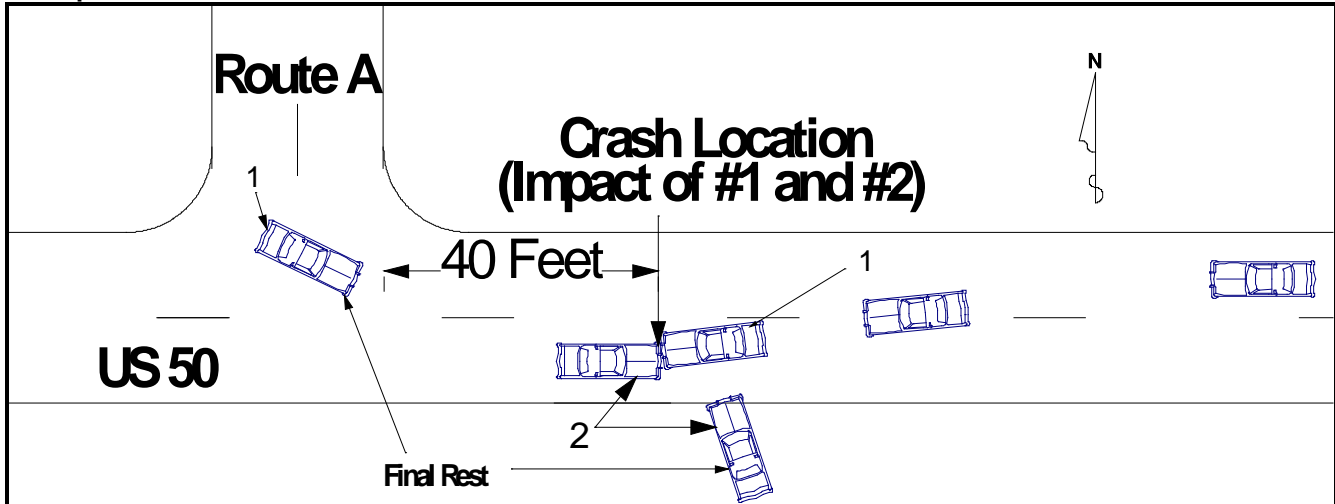 Route A
N
Crash Location
(Impact of #1 and #2)
1
40 Feet
1
US 50
2
Final Rest